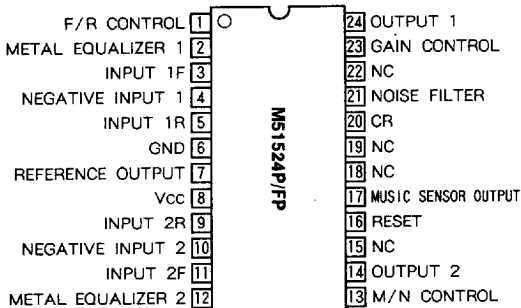 F/R CONTROL 1
METAL EQUALIZER 1 2
INPUT 1F 3
NEGATIVE INPUT 1 4
INPUT 1R 5
GND 6
REFERENCE OUTPUT 7
Vcc 8
INPUT 2R 9
NEGATIVE INPUT 2 10
INPUT 2F 11
METAL EQUALIZER 2 12
M51524P/FP
24 OUTPUT 1
23 GAIN CONTROL
22 NC
21 NOISE FILTER
20 CR
19 NC
18 NC
17 MUSIC SENSOR OUTPUT
16 RESET
15 NC
14 OUTPUT 2
13 M/N CONTROL